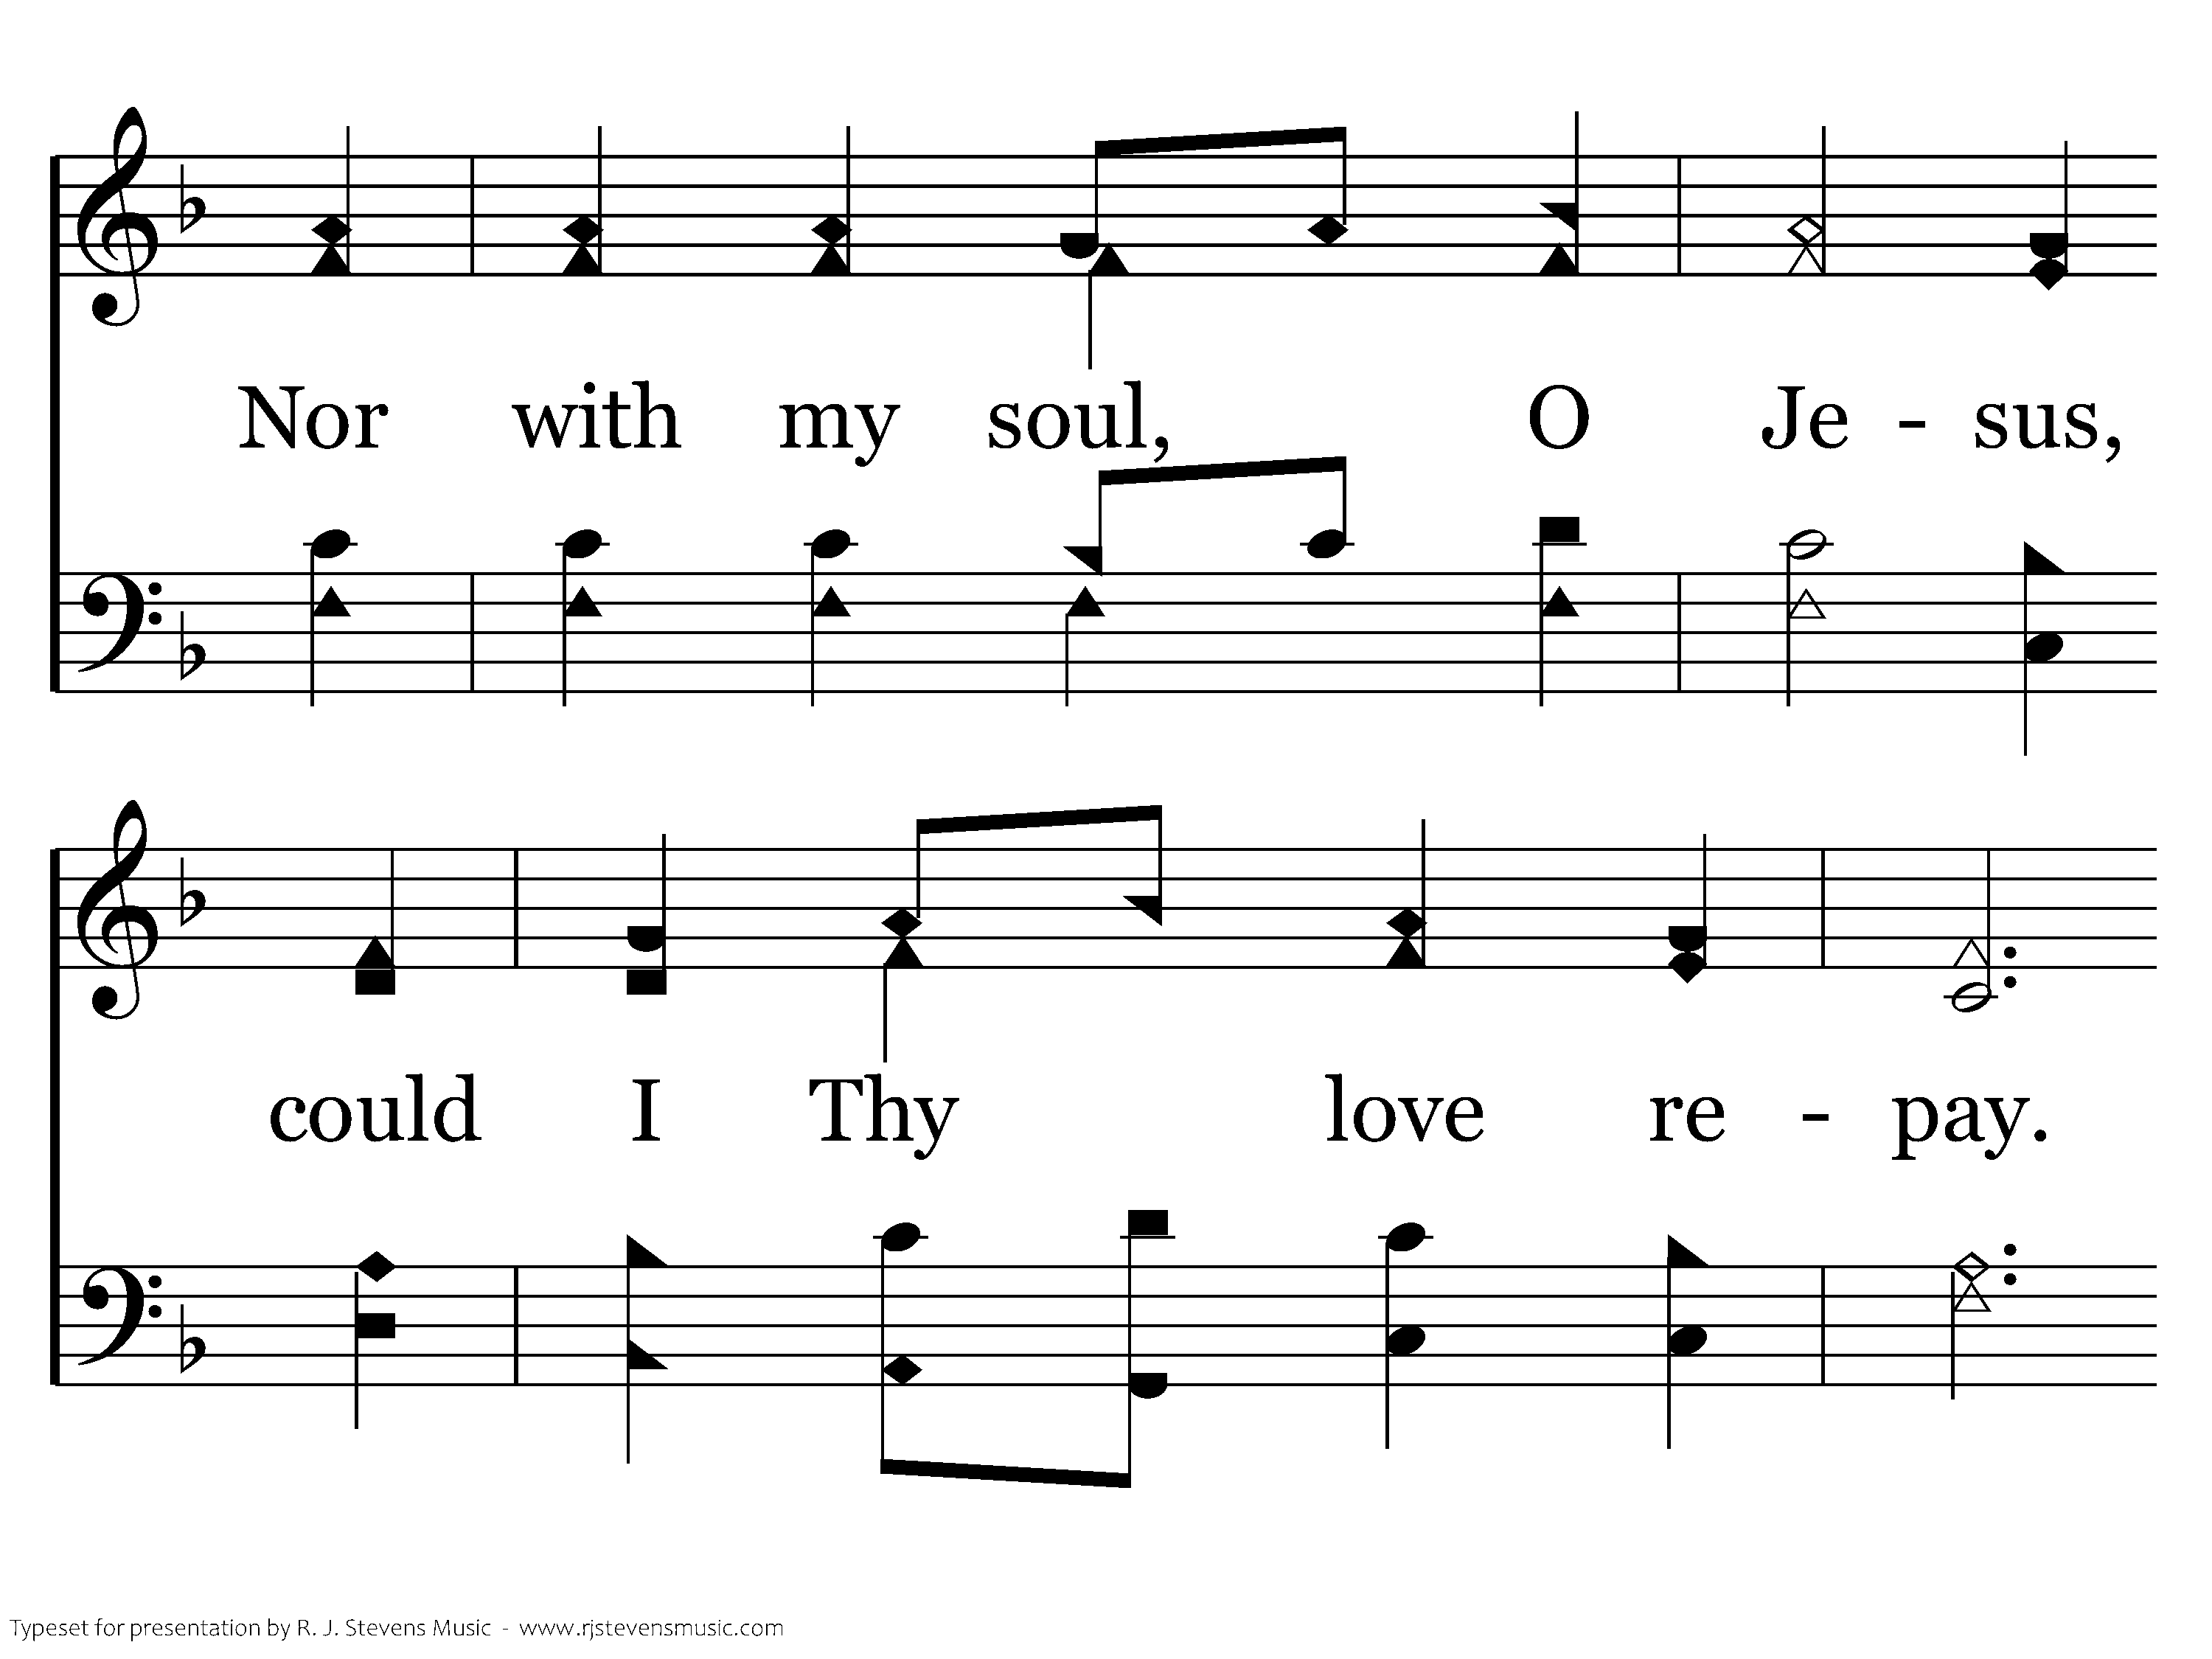 Nor with my soul, O Je - sus,
could I Thy love re - pay.
Typeset for presentation by R. J. Stevens Music - www.rjstevensmusic.com